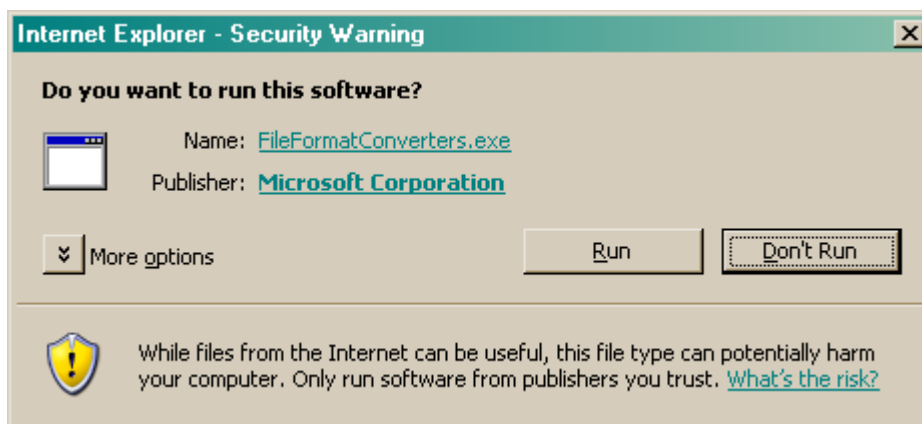 Internet Explorer - Security Warning
Do you want to run this software?
Name: FileFormatConverters.exe
Publisher: Microsoft Corporation
More options
Run
Don't Run
While files from the Internet can be useful, this file type can potentially harm
your computer. Only run software from publishers you trust. What's the risk?